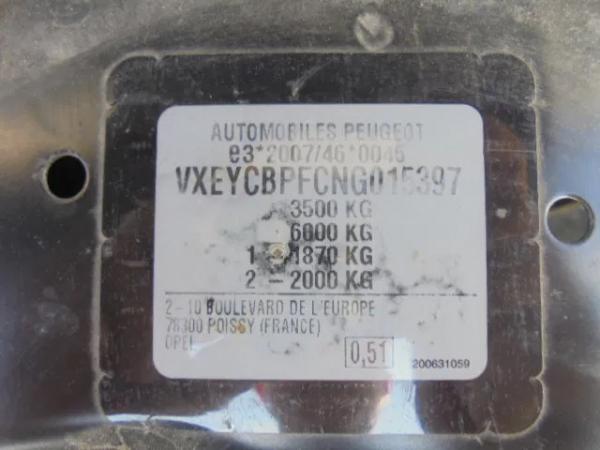 AUTOMOBILES PEUGEOT
e3*2007/46*0045
VXEYCBPFCNG015397
3500 KG
6000 KG
1 - 1870 KG
2 - 2000 KG
2 - 10 BOULEVARD DE L'EUROPE
78300 POISSY (FRANCE)
OPEL
0,51
200631059